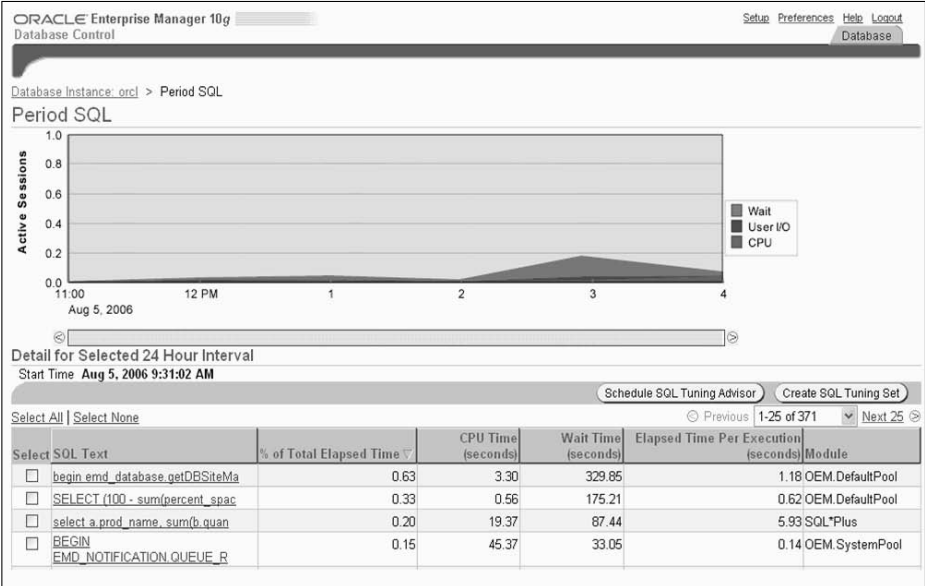 ORACLE Enterprise Manager 10g
Database Control
Setup Preferences Help Logout
Database
Database Instance: orcl > Period SQL
Period SQL
Active Sessions
1.0
0.8
0.6
0.4
0.2
0.0
11:00 12 PM 1 2 3 4
Aug 5, 2006
Wait
User I/O
CPU
Detail for Selected 24 Hour Interval
Start Time Aug 5, 2006 9:31:02 AM
Schedule SQL Tuning Advisor Create SQL Tuning Set
Select All | Select None Previous 1-25 of 371 Next 25
Select SQL Text % of Total Elapsed Time CPU Time (seconds) Wait Time (seconds) Elapsed Time Per Execution (seconds) Module
begin emd_database.getDBSiteMa 0.63 3.30 329.85 1.18 OEM.DefaultPool
SELECT (100 - sum(percent_spac 0.33 0.56 175.21 0.62 OEM.DefaultPool
select a.prod_name, sum(b.quan 0.20 19.37 87.44 5.93 SQL*Plus
BEGIN 0.15 45.37 33.05 0.14 OEM.SystemPool
EMD_NOTIFICATION.QUEUE_R